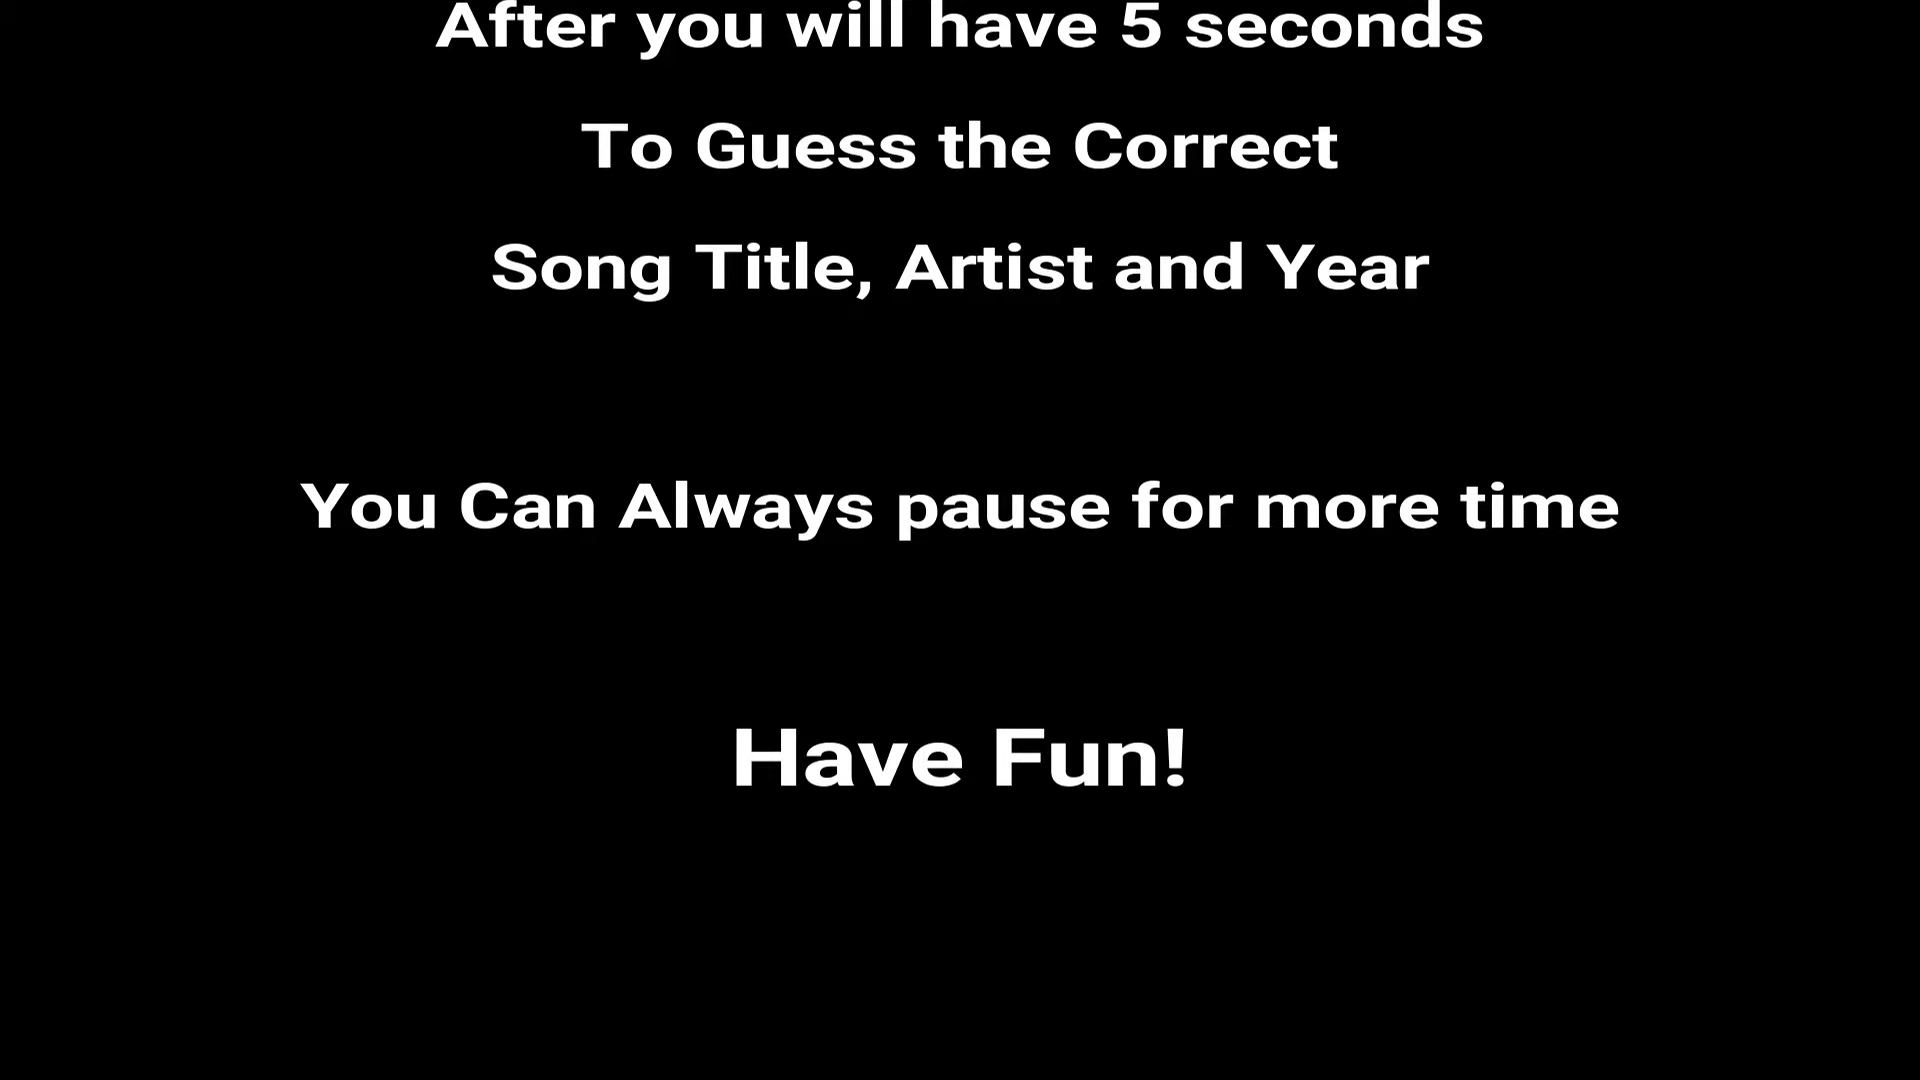 After you will have 5 seconds
To Guess the Correct
Song Title, Artist and Year
You Can Always pause for more time
Have Fun!